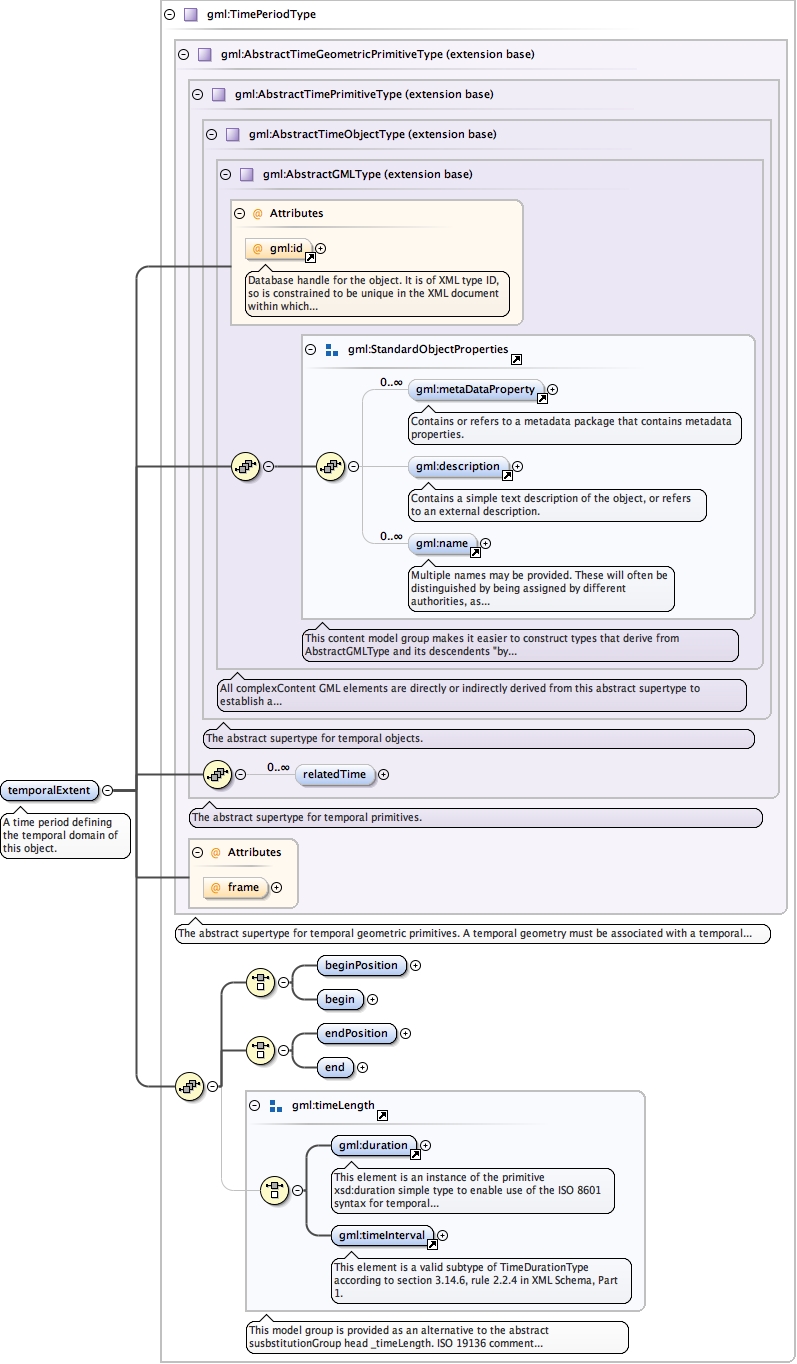 gml:TimePeriodType
gml:AbstractTimeGeometricPrimitiveType (extension base)
gml:AbstractTimePrimitiveType (extension base)
gml:AbstractTimeObjectType (extension base)
gml:AbstractGMLType (extension base)
@ Attributes
@ gml:id
Database handle for the object. It is of XML type ID,
so is constrained to be unique in the XML document
within which...
gml:StandardObjectProperties
0..∞
gml:metaDataProperty
Contains or refers to a metadata package that contains metadata
properties.
gml:description
Contains a simple text description of the object, or refers
to an external description.
0..∞
gml:name
Multiple names may be provided. These will often be
distinguished by being assigned by different
authorities, as...
This content model group makes it easier to construct types that derive from
AbstractGMLType and its descendents "by...
All complexContent GML elements are directly or indirectly derived from this abstract supertype to
establish a...
The abstract supertype for temporal objects.
0..∞
relatedTime
temporalExtent
A time period defining
the temporal domain of
this object.
The abstract supertype for temporal primitives.
@ Attributes
@ frame
The abstract supertype for temporal geometric primitives. A temporal geometry must be associated with a temporal...
beginPosition
begin
endPosition
end
gml:timeLength
gml:duration
This element is an instance of the primitive
xsd:duration simple type to enable use of the ISO 8601
syntax for temporal...
gml:timeInterval
This element is a valid subtype of TimeDurationType
according to section 3.14.6, rule 2.2.4 in XML Schema, Part
1.
This model group is provided as an alternative to the abstract
susbstitutionGroup head _timeLength. ISO 19136 comment...